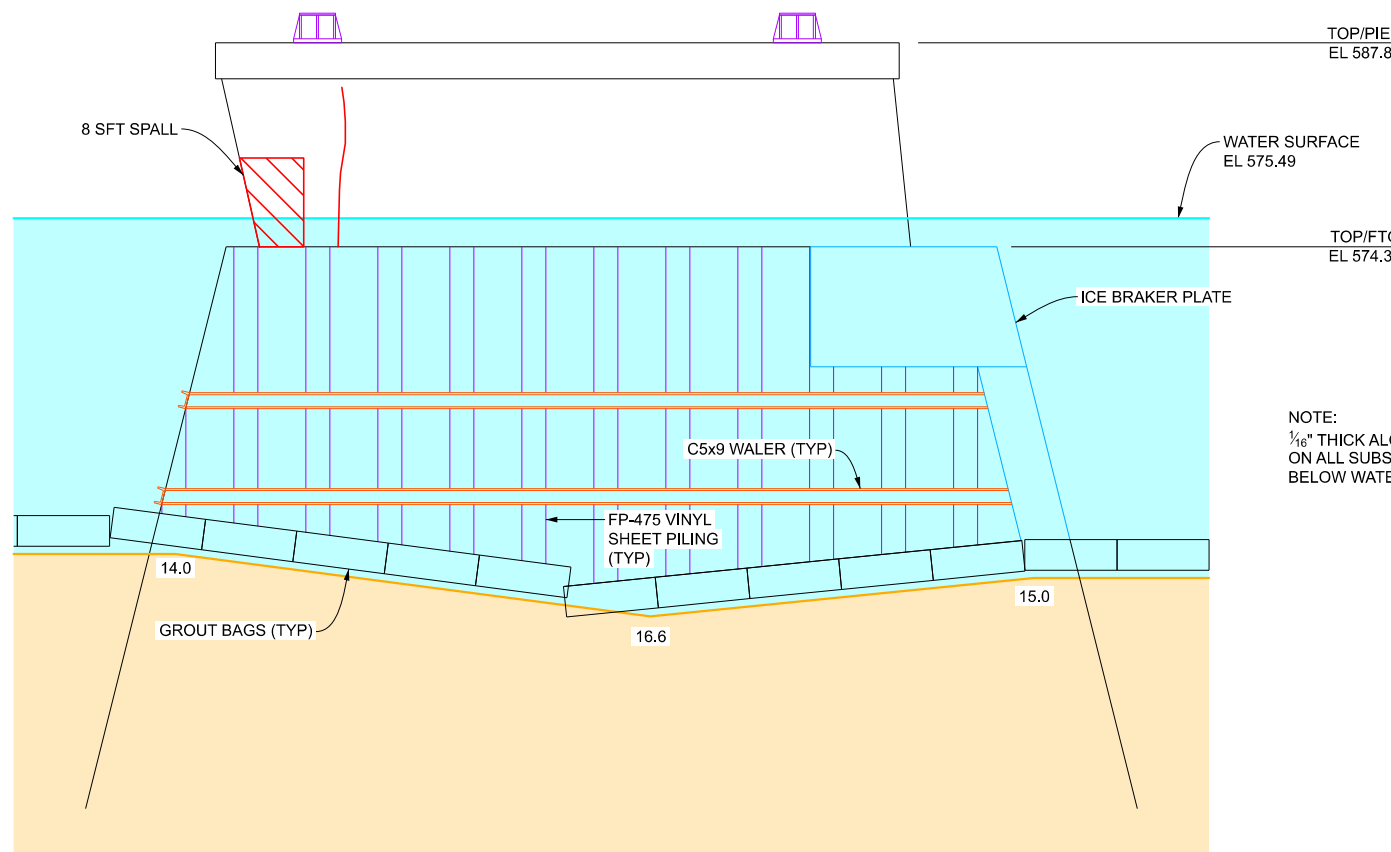 TOP/PIE
EL 587.8
8 SFT SPALL
WATER SURFACE
EL 575.49
TOP/FTG
EL 574.3
ICE BRAKER PLATE
NOTE:
1/16" THICK ALG
ON ALL SUBS
BELOW WATE
C5x9 WALER (TYP)
FP-475 VINYL
SHEET PILING
(TYP)
14.0
15.0
GROUT BAGS (TYP)
16.6